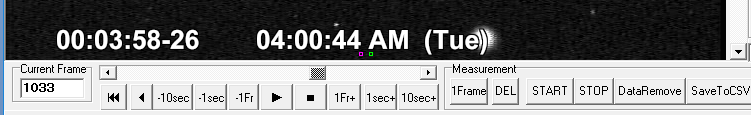 00:03:58-26 04:00:44 AM (Tue)
Current Frame Measurement
1033
-10sec -1sec -1Fr 1Fr+ 1sec+ 10sec+ 1Frame DEL START STOP DataRemove SaveToCSV